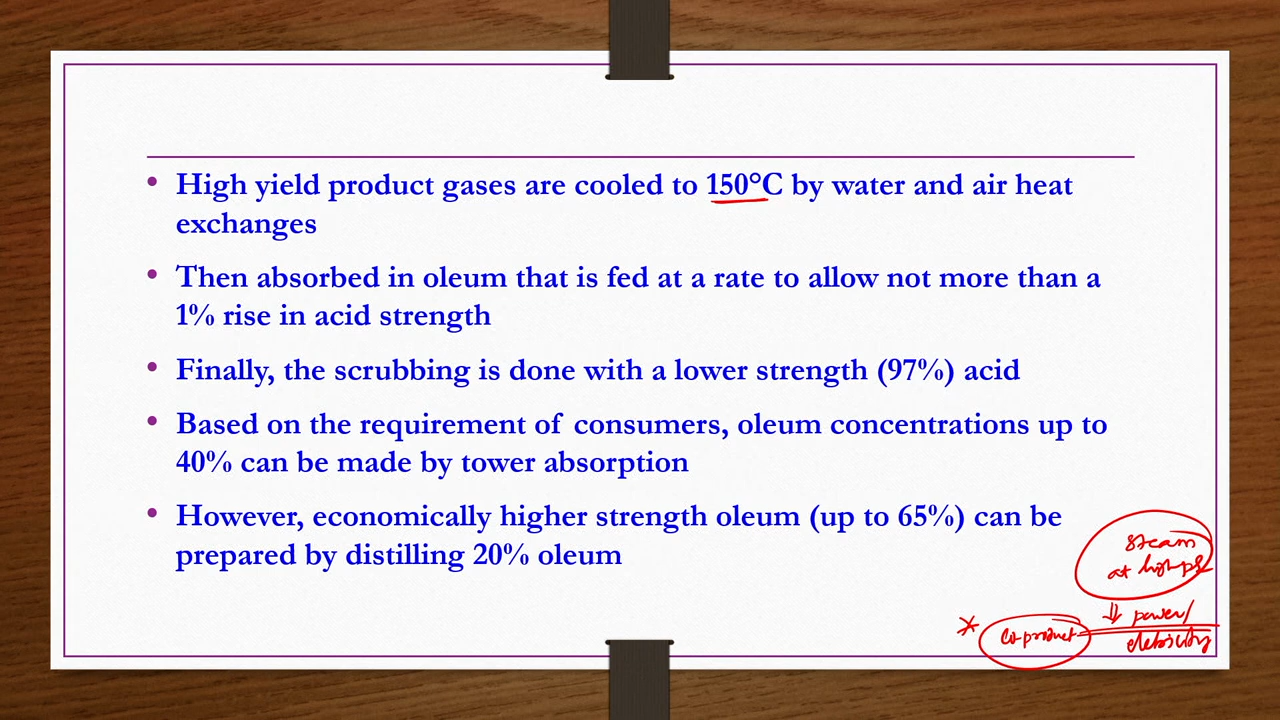 • High yield product gases are cooled to 150°C by water and air heat
exchanges
• Then absorbed in oleum that is fed at a rate to allow not more than a
1% rise in acid strength
• Finally, the scrubbing is done with a lower strength (97%) acid
• Based on the requirement of consumers, oleum concentrations up to
40% can be made by tower absorption
• However, economically higher strength oleum (up to 65%) can be
prepared by distilling 20% oleum
steam
at high
⇓ power/
* Co-product electricity